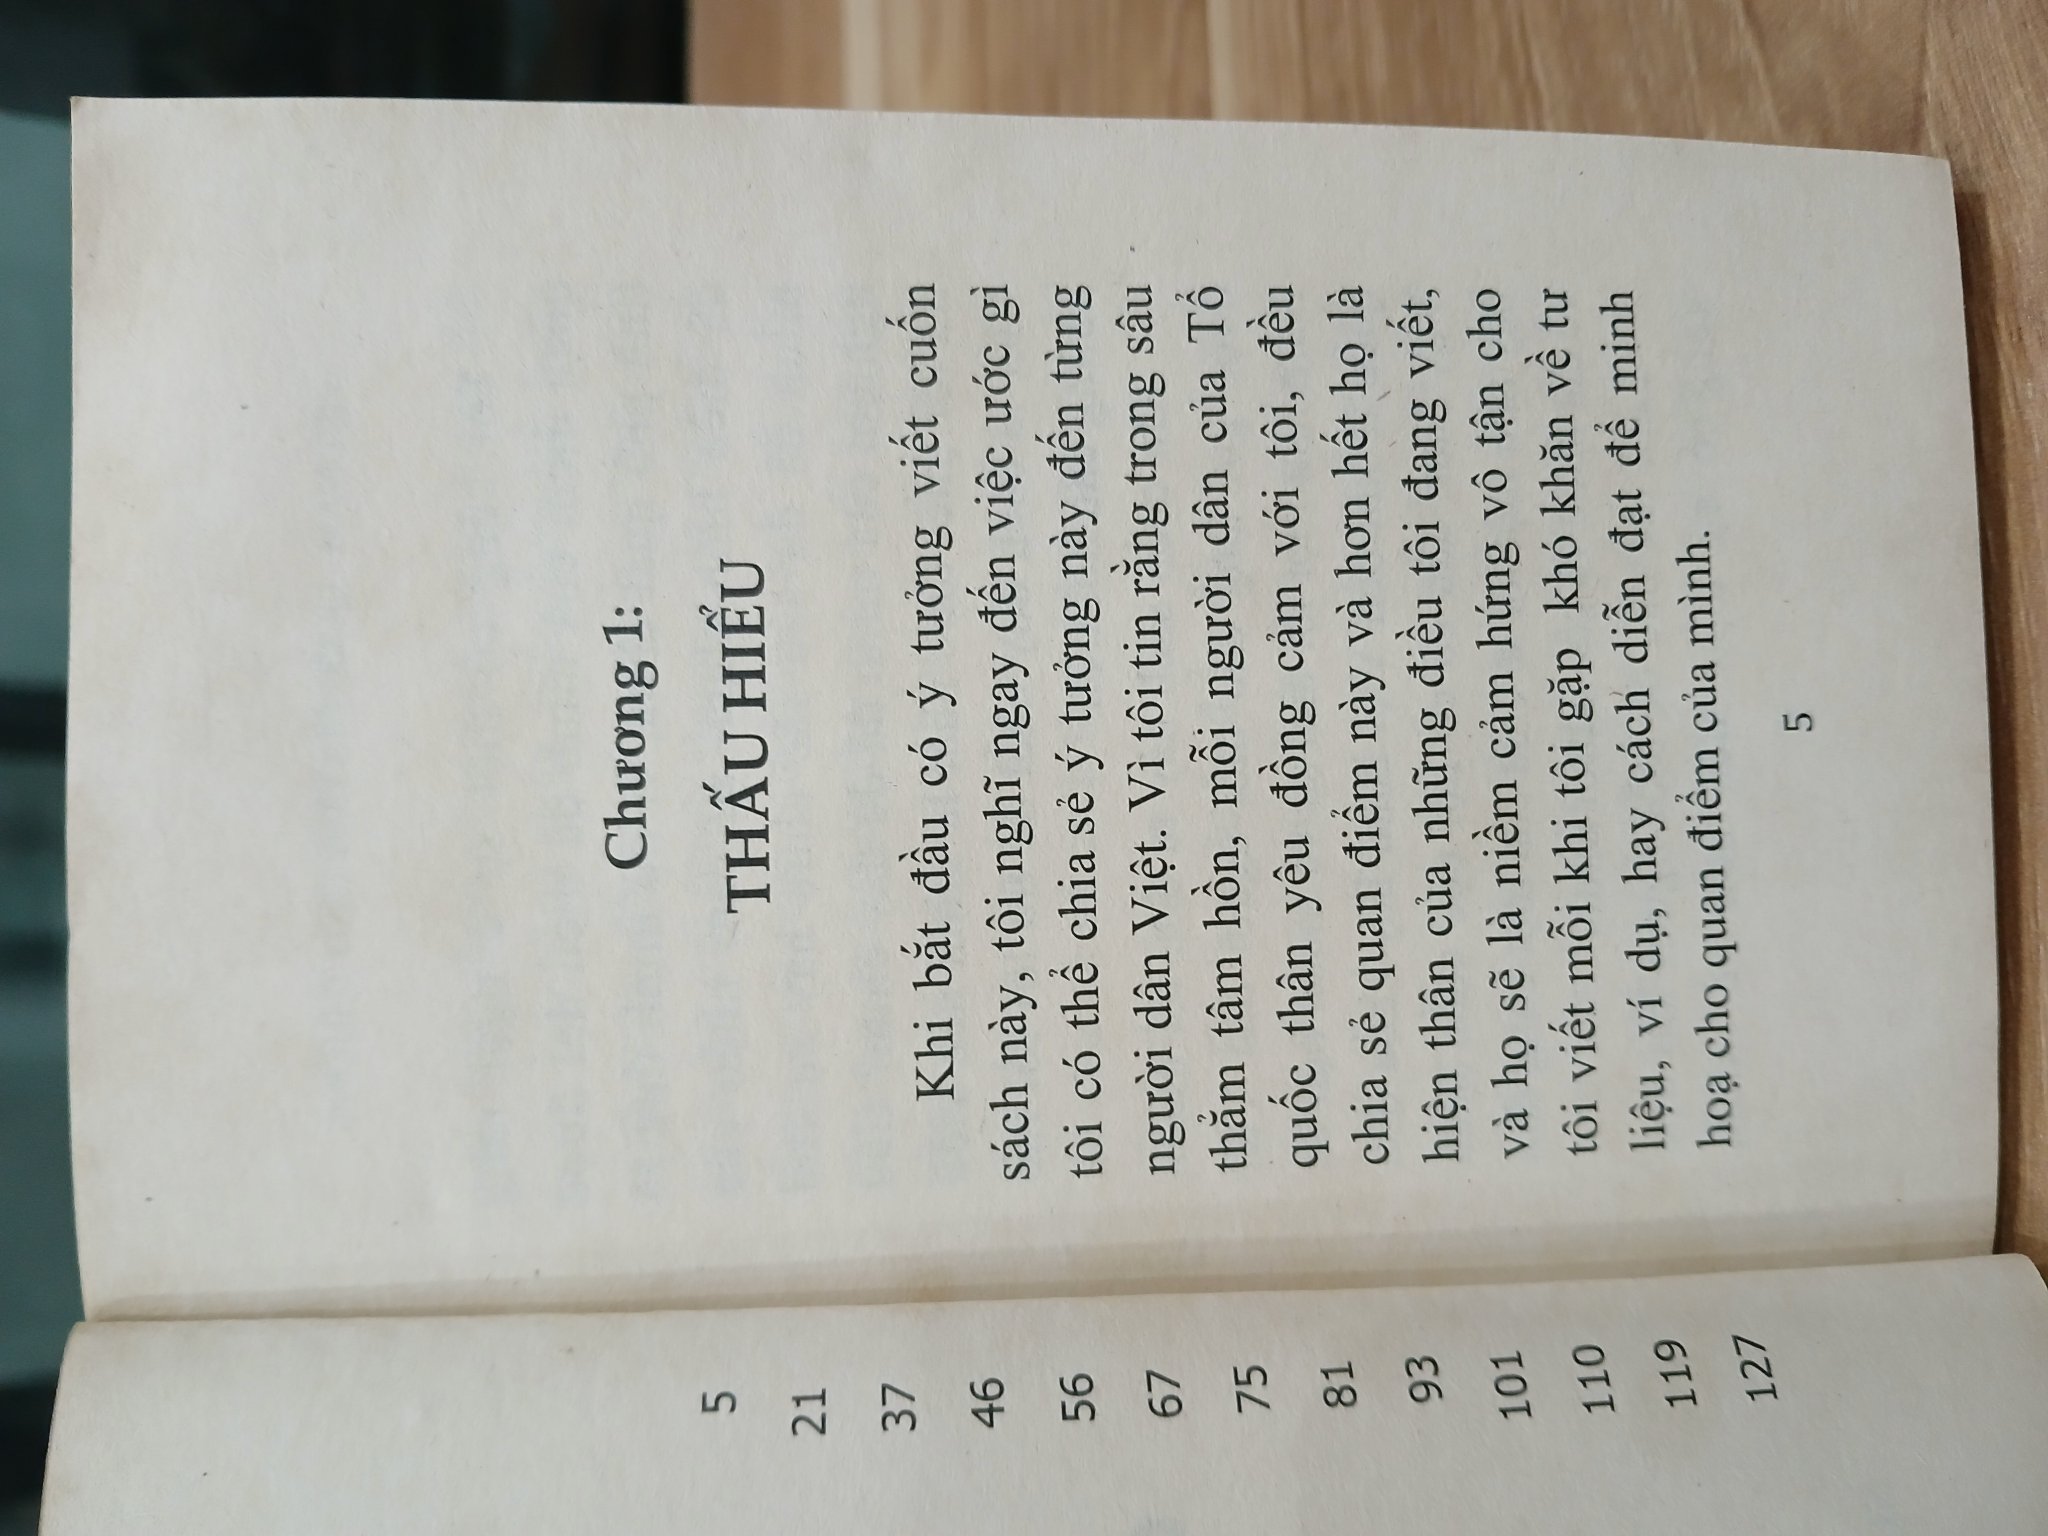 5
21
37
46
56
67
75
81
93
101
110
119
127
Chương 1:
THẤU HIỂU
Khi bắt đầu có ý tưởng viết cuốn
sách này, tôi nghĩ ngay đến việc ước gì
tôi có thể chia sẻ ý tưởng này đến từng
người dân Việt. Vì tôi tin rằng trong sâu
thẳm tâm hồn, mỗi người dân của Tổ
quốc thân yêu đồng cảm với tôi, đều
chia sẻ quan điểm này và hơn hết họ là
hiện thân của những điều tôi đang viết,
và họ sẽ là niềm cảm hứng vô tận cho
tôi viết mỗi khi tôi gặp khó khăn về tư
liệu, ví dụ, hay cách diễn đạt để minh
hoạ cho quan điểm của mình.
5